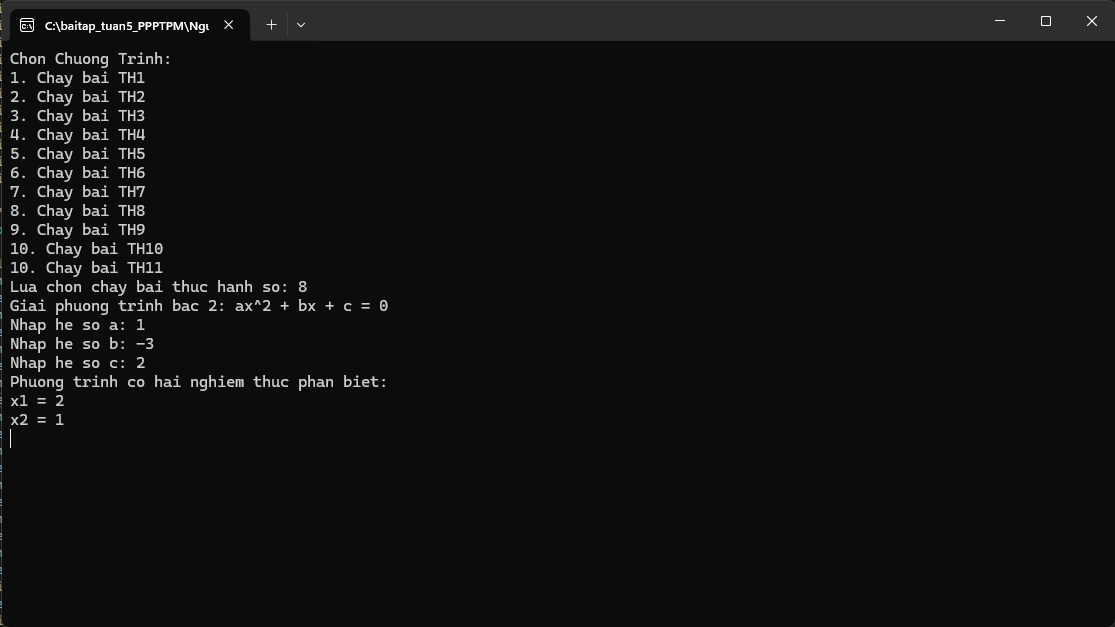 C:\baitap_tuan5_PPPTPM\Ngu
Chon Chuong Trinh:
1. Chay bai TH1
2. Chay bai TH2
3. Chay bai TH3
4. Chay bai TH4
5. Chay bai TH5
6. Chay bai TH6
7. Chay bai TH7
8. Chay bai TH8
9. Chay bai TH9
10. Chay bai TH10
10. Chay bai TH11
Lua chon chay bai thuc hanh so: 8
Giai phuong trinh bac 2: ax^2 + bx + c = 0
Nhap he so a: 1
Nhap he so b: -3
Nhap he so c: 2
Phuong trinh co hai nghiem thuc phan biet:
x1 = 2
x2 = 1